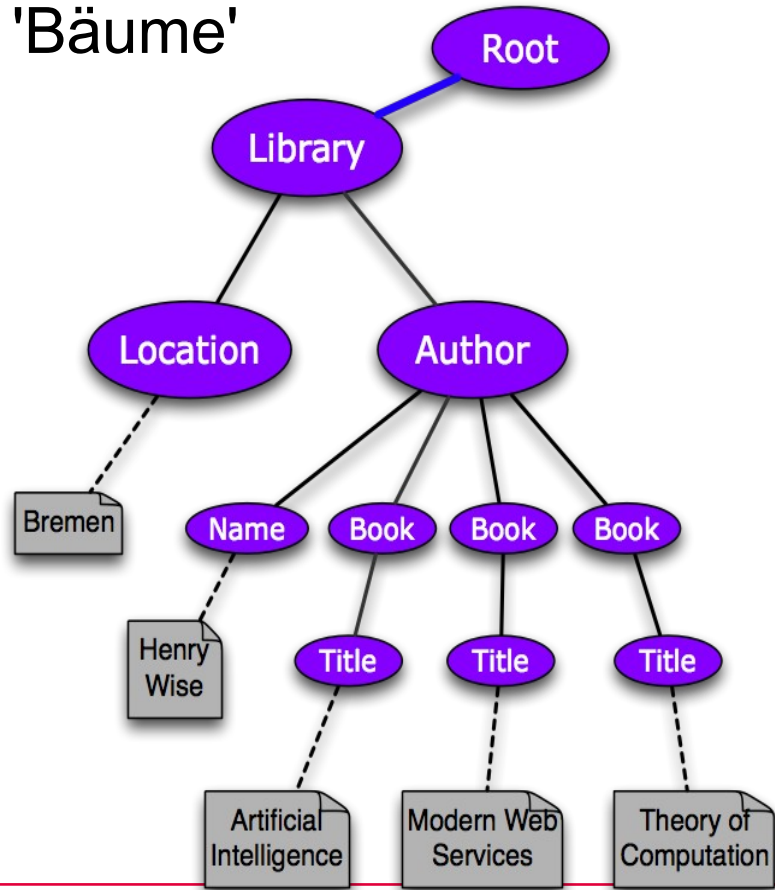 'Bäume'
Root
Library
Location
Author
Bremen
Name
Book
Book
Book
Henry
Wise
Title
Title
Title
Artificial
Intelligence
Modern Web
Services
Theory of
Computation